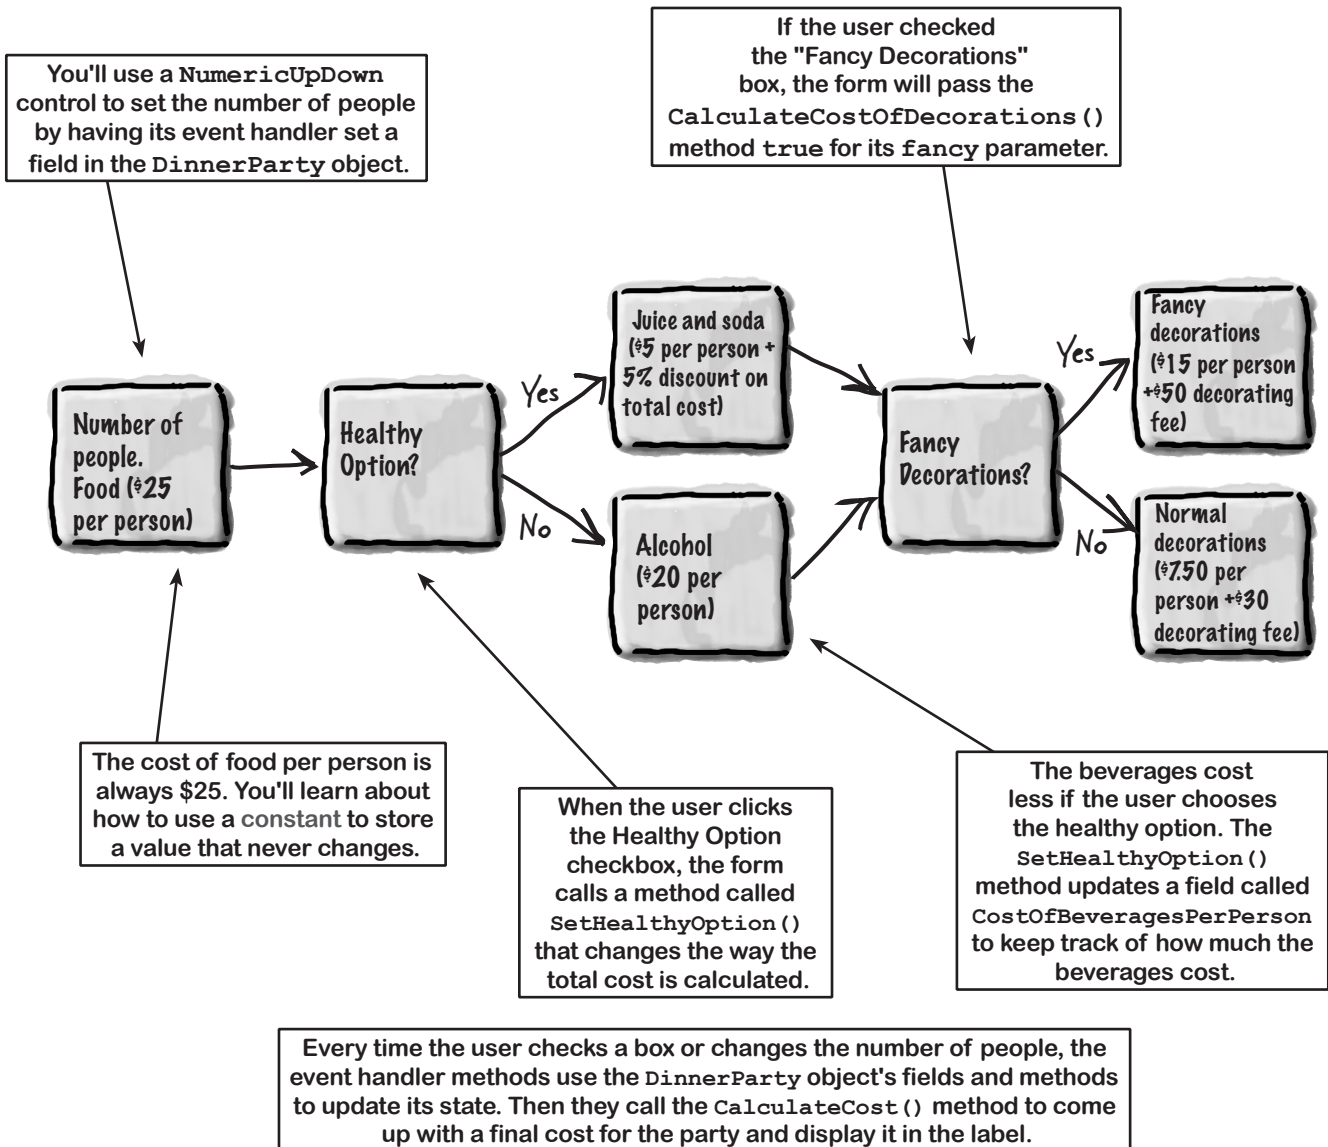 You'll use a NumericUpDown
control to set the number of people
by having its event handler set a
field in the DinnerParty object.
If the user checked
the "Fancy Decorations"
box, the form will pass the
CalculateCostOfDecorations()
method true for its fancy parameter.
Number of
people.
Food ($25
per person)
Healthy
Option?
Yes
No
Juice and soda
($5 per person +
5% discount on
total cost)
Alcohol
($20 per
person)
Fancy
Decorations?
Yes
No
Fancy
decorations
($15 per person
+$50 decorating
fee)
Normal
decorations
($7.50 per
person +$30
decorating fee)
The cost of food per person is
always $25. You'll learn about
how to use a constant to store
a value that never changes.
When the user clicks
the Healthy Option
checkbox, the form
calls a method called
SetHealthyOption()
that changes the way the
total cost is calculated.
The beverages cost
less if the user chooses
the healthy option. The
SetHealthyOption()
method updates a field called
CostOfBeveragesPerPerson
to keep track of how much the
beverages cost.
Every time the user checks a box or changes the number of people, the
event handler methods use the DinnerParty object's fields and methods
to update its state. Then they call the CalculateCost() method to come
up with a final cost for the party and display it in the label.